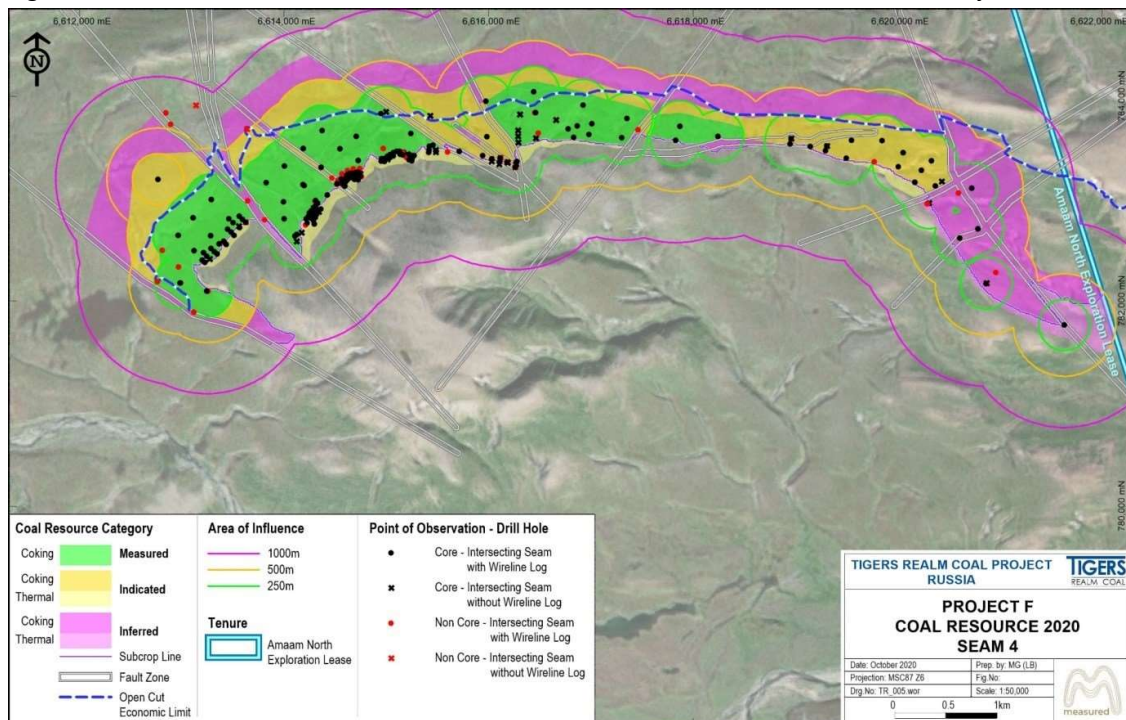 6,612,000 mE
6,614,000 mE
6,616,000 mE
6,618,000 mE
6,620,000 mE
6,622,000 mE
N
784,000 mN
782,000 mN
780,000 mN
Amaam North Exploration Lease
Coal Resource Category
Coking
Measured
Coking
Indicated
Thermal
Coking
Inferred
Thermal
Subcrop Line
Fault Zone
Open Cut
Economic Limit
Area of Influence
1000m
500m
250m
Tenure
Amaam North
Exploration Lease
Point of Observation - Drill Hole
Core - Intersecting Seam
with Wireline Log
Core - Intersecting Seam
without Wireline Log
Non Core - Intersecting Seam
with Wireline Log
Non Core - Intersecting Seam
without Wireline Log
TIGERS REALM COAL PROJECT
RUSSIA
TIGERS
REALM COAL
PROJECT F
COAL RESOURCE 2020
SEAM 4
Date: October 2020
Prep. by: MG (LB)
Projection: MSC87 Z6
Fig.No:
Drg.No: TR_005.wor
Scale: 1:50,000
0 0.5 1km
measured